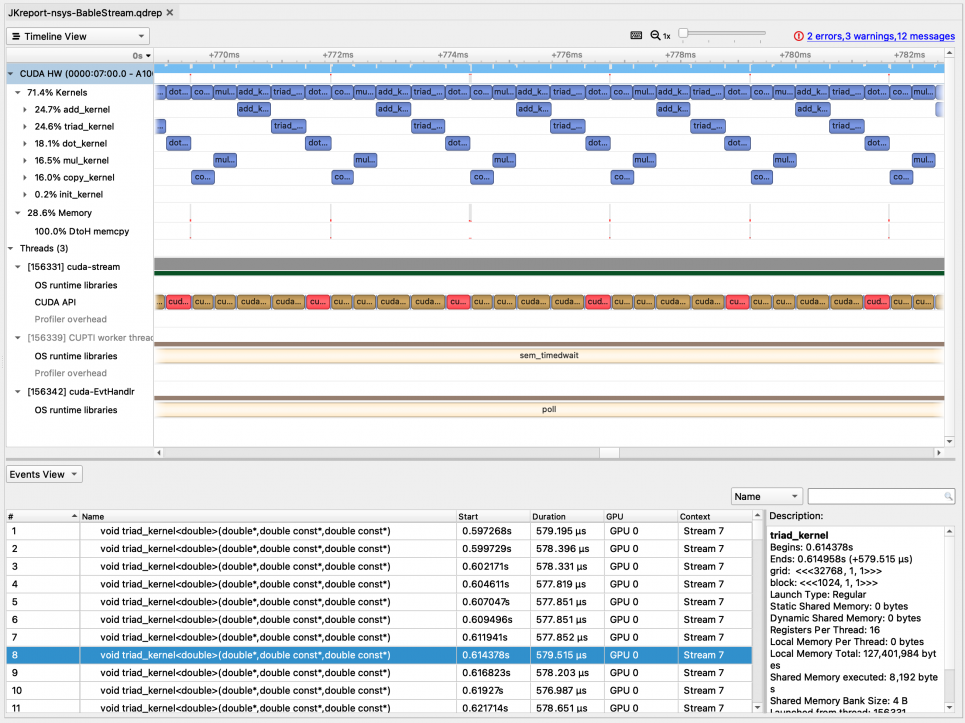 JKreport-nsys-BableStream.qdrep ✕
Timeline View 1x 2 errors,3 warnings,12 messages
0s +770ms +772ms +774ms +776ms +778ms +780ms +782ms
CUDA HW (0000:07:00.0 - A10
71.4% Kernels ... dot... co... mul... add_k... triad_... dot... co... mu... add_k... triad_... dot... co... mul... add_k... triad_... dot... co... mul... add_k... triad_... dot... co... mul... add_k... triad_... dot... co... mul...
24.7% add_kernel add_k... add_k... add_k... add_k... add_k...
24.6% triad_kernel triad_... triad_... triad_... triad_... triad_...
18.1% dot_kernel dot... dot... dot... dot... dot... dot...
16.5% mul_kernel mul... mul... mul... mul... mul... mul...
16.0% copy_kernel co... co... co... co... co... co...
0.2% init_kernel
28.6% Memory
100.0% DtoH memcpy
Threads (3)
[156331] cuda-stream
OS runtime libraries
CUDA API ... cud... cu... cu... cuda... cuda... cu... cu... cu... cuda... cuda... cu... cu... cu... cuda... cuda... cud... cu... cu... cuda... cuda... cu... cu... cu... cuda... cuda... cud... cu... cu...
Profiler overhead
[156339] CUPTI worker threac
OS runtime libraries sem_timedwait
Profiler overhead
[156342] cuda-EvtHandlr
OS runtime libraries poll
Events View
Name
# Name Start Duration GPU Context
1 void triad_kernel<double>(double*,double const*,double const*) 0.597268s 579.195 μs GPU 0 Stream 7
2 void triad_kernel<double>(double*,double const*,double const*) 0.599729s 578.396 μs GPU 0 Stream 7
3 void triad_kernel<double>(double*,double const*,double const*) 0.602171s 578.331 μs GPU 0 Stream 7
4 void triad_kernel<double>(double*,double const*,double const*) 0.604611s 577.819 μs GPU 0 Stream 7
5 void triad_kernel<double>(double*,double const*,double const*) 0.607047s 577.851 μs GPU 0 Stream 7
6 void triad_kernel<double>(double*,double const*,double const*) 0.609496s 577.851 μs GPU 0 Stream 7
7 void triad_kernel<double>(double*,double const*,double const*) 0.611941s 577.852 μs GPU 0 Stream 7
8 void triad_kernel<double>(double*,double const*,double const*) 0.614378s 579.515 μs GPU 0 Stream 7
9 void triad_kernel<double>(double*,double const*,double const*) 0.616823s 578.203 μs GPU 0 Stream 7
10 void triad_kernel<double>(double*,double const*,double const*) 0.61927s 576.987 μs GPU 0 Stream 7
11 void triad_kernel<double>(double*,double const*,double const*) 0.621714s 578.651 μs GPU 0 Stream 7
Description:
triad_kernel
Begins: 0.614378s
Ends: 0.614958s (+579.515 μs)
grid: <<<32768, 1, 1>>>
block: <<<1024, 1, 1>>>
Launch Type: Regular
Static Shared Memory: 0 bytes
Dynamic Shared Memory: 0 bytes
Registers Per Thread: 16
Local Memory Per Thread: 0 bytes
Local Memory Total: 127,401,984 byt
es
Shared Memory executed: 8,192 byte
s
Shared Memory Bank Size: 4 B
Launched from thread: 156331